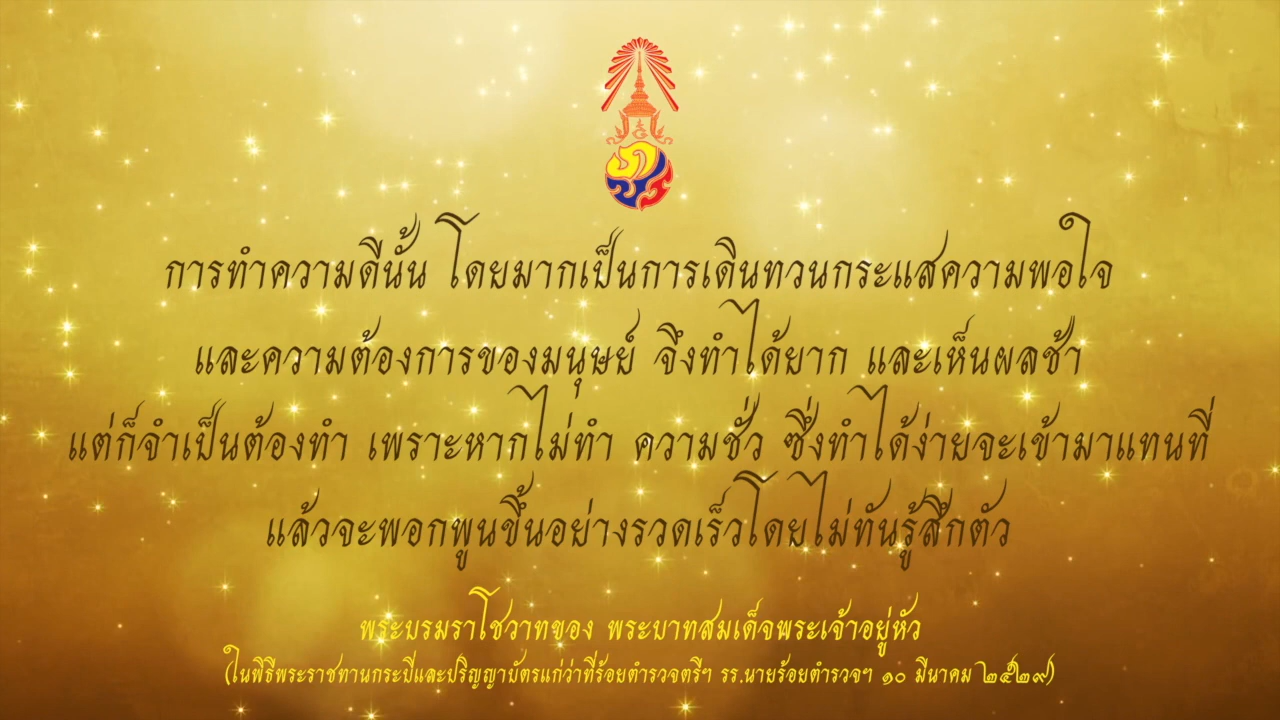 การทำความดีนั้น โดยมากเป็นการเดินทวนกระแสความพอใจ
และความต้องการของมนุษย์ จึงทำได้ยาก และเห็นผลช้า
แต่ก็จำเป็นต้องทำ เพราะหากไม่ทำ ความชั่ว ซึ่งทำได้ง่ายจะเข้ามาแทนที่
แล้วจะพอกพูนขึ้นอย่างรวดเร็วโดยไม่ทันรู้สึกตัว
พระบรมราโชวาทของ พระบาทสมเด็จพระเจ้าอยู่หัว
(ในพิธีพระราชทานกระบี่และปริญญาบัตรแก่ว่าที่ร้อยตำรวจตรีฯ รร.นายร้อยตำรวจฯ ๑๐ มีนาคม ๒๕๒๙)